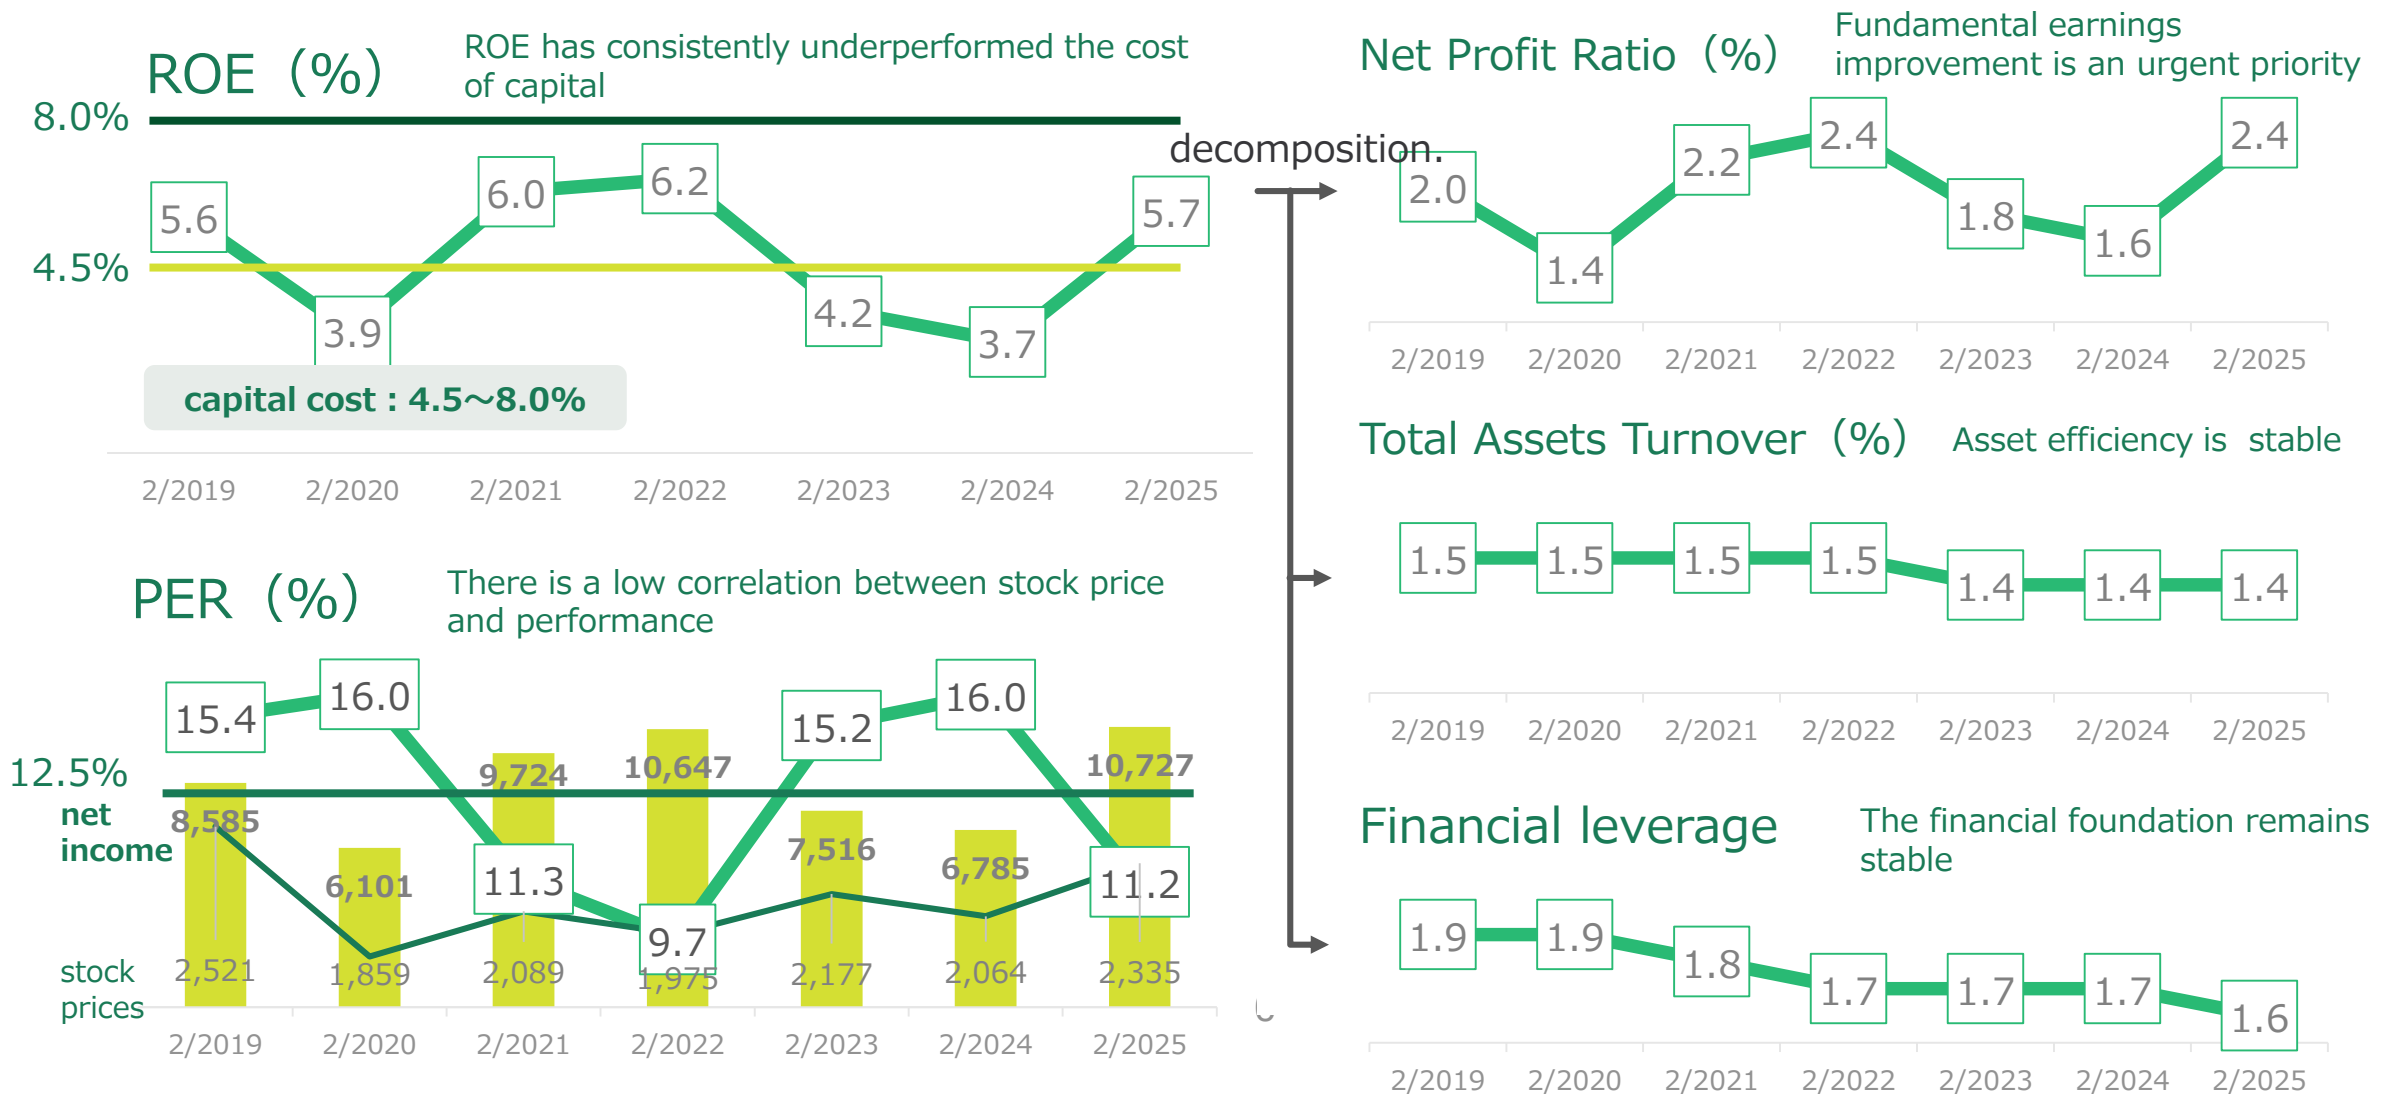 ROE（%）
ROE has consistently underperformed the cost
of capital
8.0%
6.2
6.0
5.6
5.7
4.5%
4.2
3.9
3.7
capital cost : 4.5～8.0%
2/2019 2/2020 2/2021 2/2022 2/2023 2/2024 2/2025
PER（%）
There is a low correlation between stock price
and performance
15.4 16.0 11.3 9.7 15.2 16.0 11.2
12.5%
net
income
8,585 6,101 9,724 10,647 7,516 6,785 10,727
stock
prices
2,521 1,859 2,089 1,975 2,177 2,064 2,335
2/2019 2/2020 2/2021 2/2022 2/2023 2/2024 2/2025
decomposition.
Net Profit Ratio（%）
Fundamental earnings
improvement is an urgent priority
2.0 1.4 2.2 2.4 1.8 1.6 2.4
2/2019 2/2020 2/2021 2/2022 2/2023 2/2024 2/2025
Total Assets Turnover（%）
Asset efficiency is  stable
1.5 1.5 1.5 1.5 1.4 1.4 1.4
2/2019 2/2020 2/2021 2/2022 2/2023 2/2024 2/2025
Financial leverage
The financial foundation remains
stable
1.9 1.9 1.8 1.7 1.7 1.7 1.6
2/2019 2/2020 2/2021 2/2022 2/2023 2/2024 2/2025